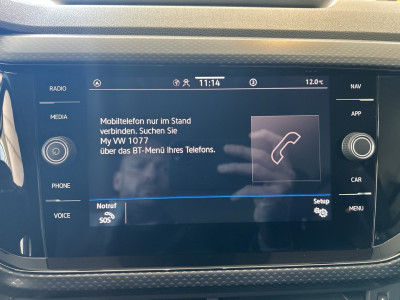 RADIO
MEDIA
PHONE
VOICE
11:14
12.0°C
Mobiltelefon nur im Stand
verbinden. Suchen Sie
My VW 1077
über das BT-Menü Ihres Telefons.
Notruf
SOS
Setup
NAV
APP
CAR
MENU